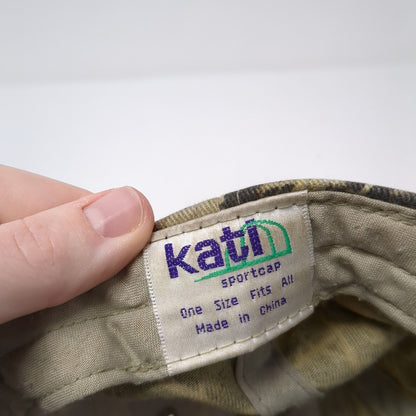 kati
sportcap
One Size Fits All
Made in China